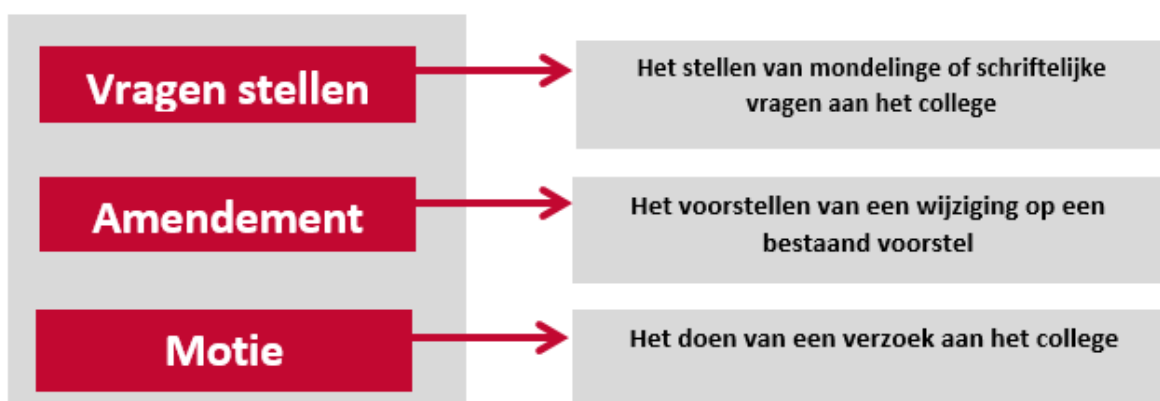 Vragen stellen
Het stellen van mondelinge of schriftelijke
vragen aan het college
Amendement
Het voorstellen van een wijziging op een
bestaand voorstel
Motie
Het doen van een verzoek aan het college